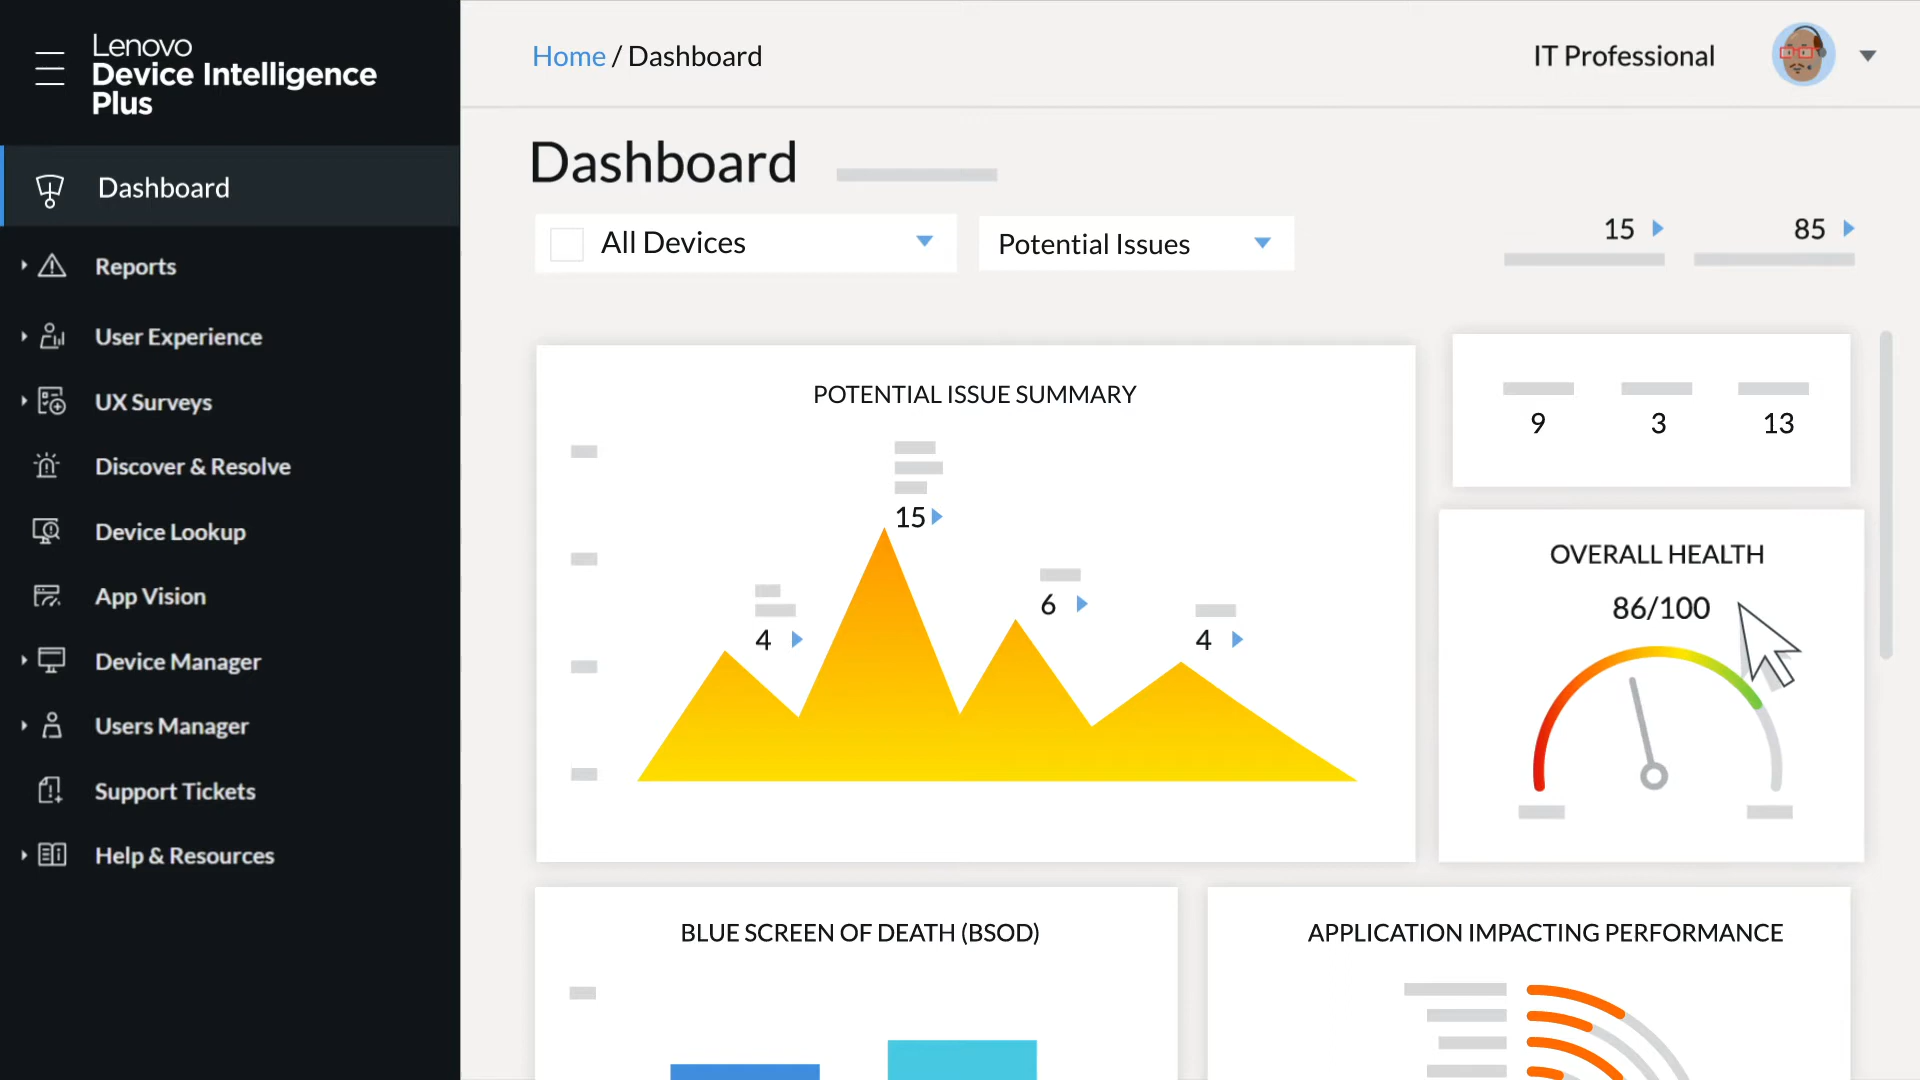 Lenovo
Device Intelligence
Plus
Dashboard
Reports
User Experience
UX Surveys
Discover & Resolve
Device Lookup
App Vision
Device Manager
Users Manager
Support Tickets
Help & Resources
Home / Dashboard
IT Professional
Dashboard
All Devices
Potential Issues
15
85
POTENTIAL ISSUE SUMMARY
15
4
6
4
9
3
13
OVERALL HEALTH
86/100
BLUE SCREEN OF DEATH (BSOD)
APPLICATION IMPACTING PERFORMANCE